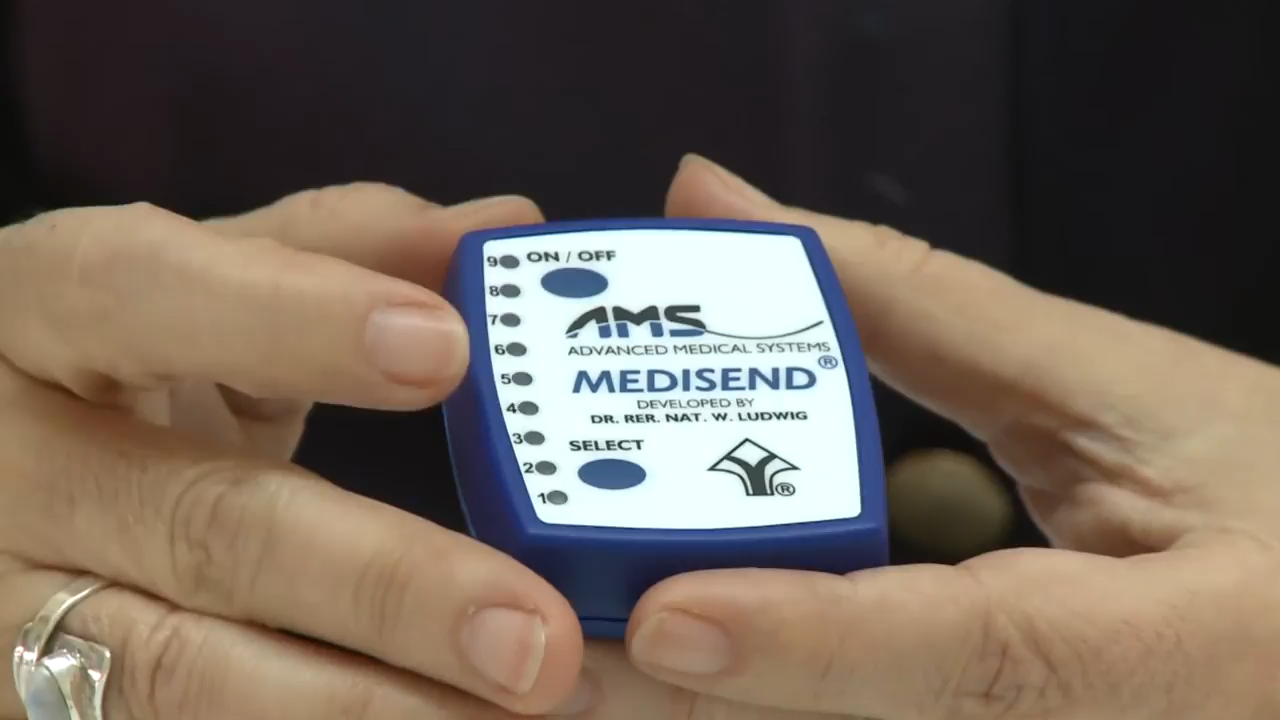 ON / OFF
9
8
7
6
5
4
3
2
1
AMS
ADVANCED MEDICAL SYSTEMS
MEDISEND®
DEVELOPED BY
DR. RER. NAT. W. LUDWIG
SELECT
®